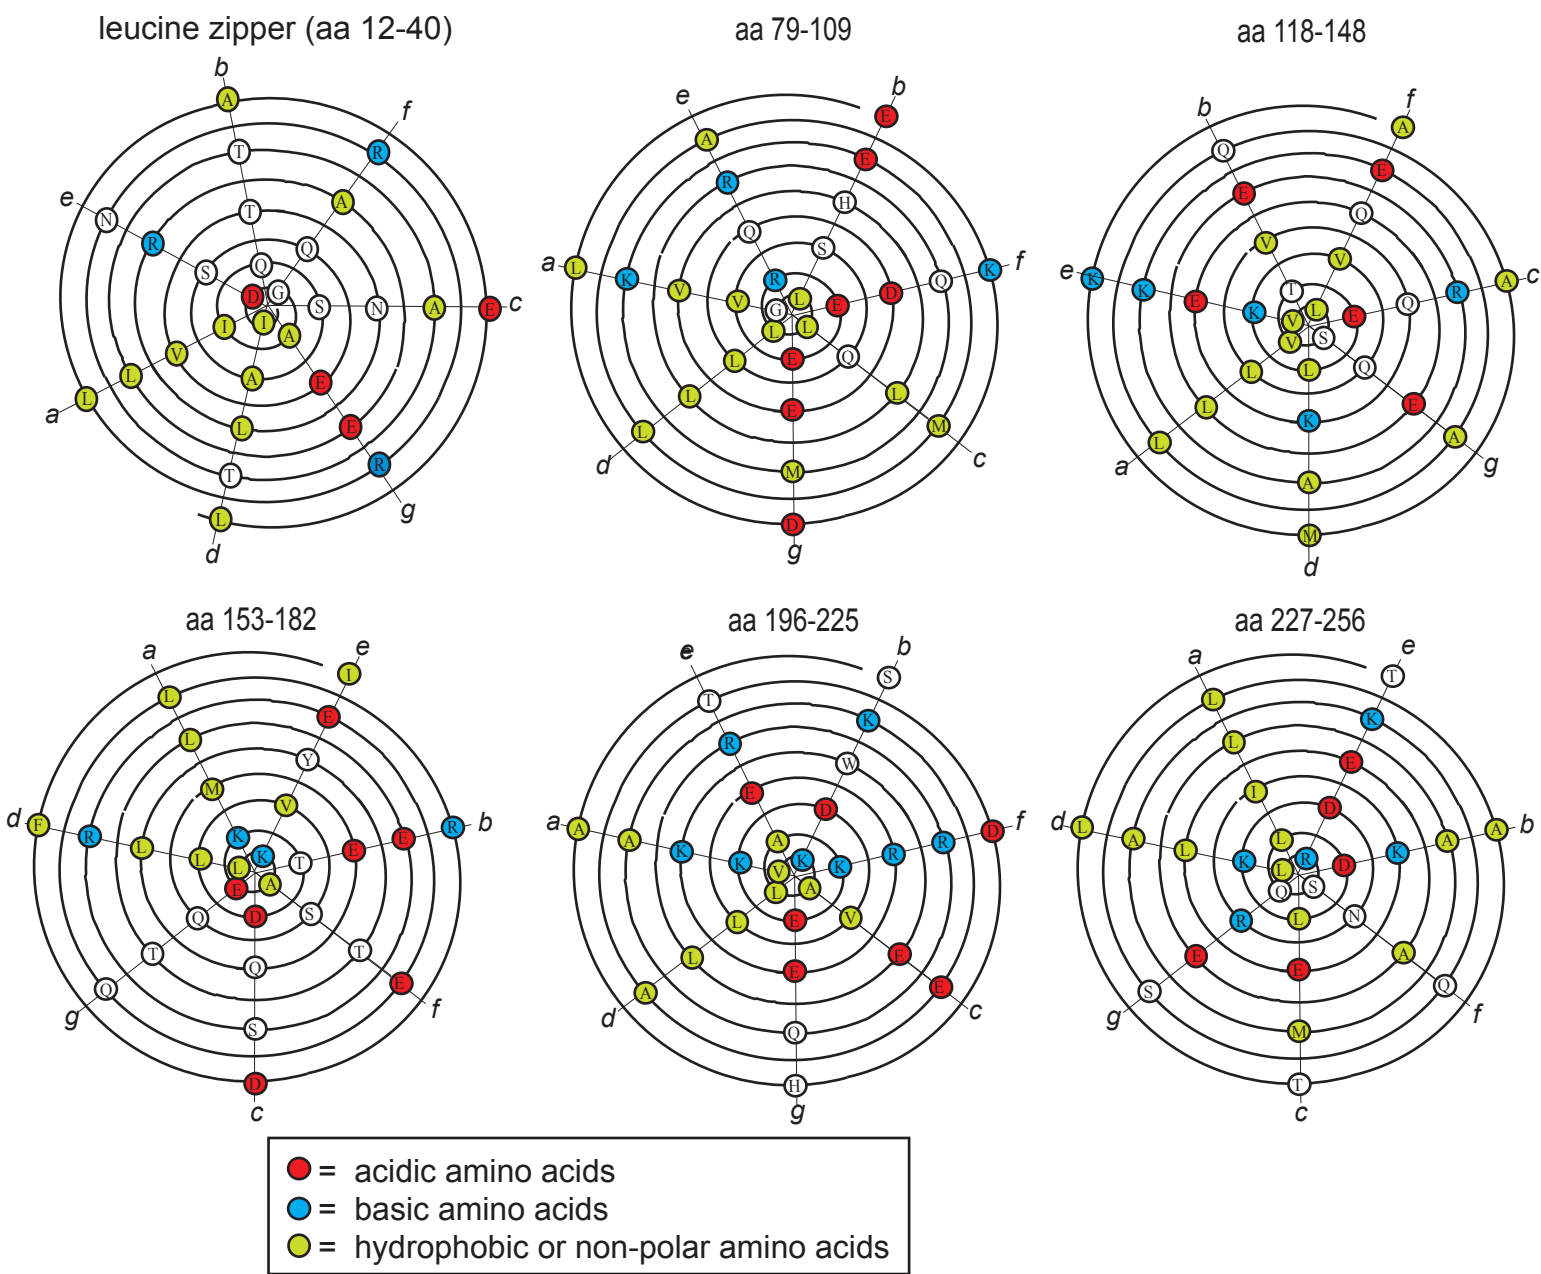 leucine zipper (aa 12-40)
b
A T T Q
f
R A Q G
c
E A N S
g
R E E A
d
L T L A I
a
L L V I
e
N R S D
aa 79-109
e
A R Q R
b
E E H S L
f
K Q D E
c
M L Q L
g
D M E E
d
L L L L
a
L K V V G
aa 118-148
b
Q E V T
f
A E Q V L
c
A R Q E
g
A E Q S
d
M A K L
a
L L L V
e
K K E K V
aa 153-182
a
L L M K
e
I E Y V K
b
R E E T
f
E T S A
c
D S Q D
g
Q T Q E
d
F R L L L
aa 196-225
e
T R E A
b
S K W D K
f
D R R K
c
E E V A
g
H Q E E
d
A L L L
a
A A K K V
aa 227-256
a
L L I L
e
T K E D R
b
A A K D
f
Q A N S
c
T M E L
g
S E R Q
d
L A L K L
= acidic amino acids
= basic amino acids
= hydrophobic or non-polar amino acids